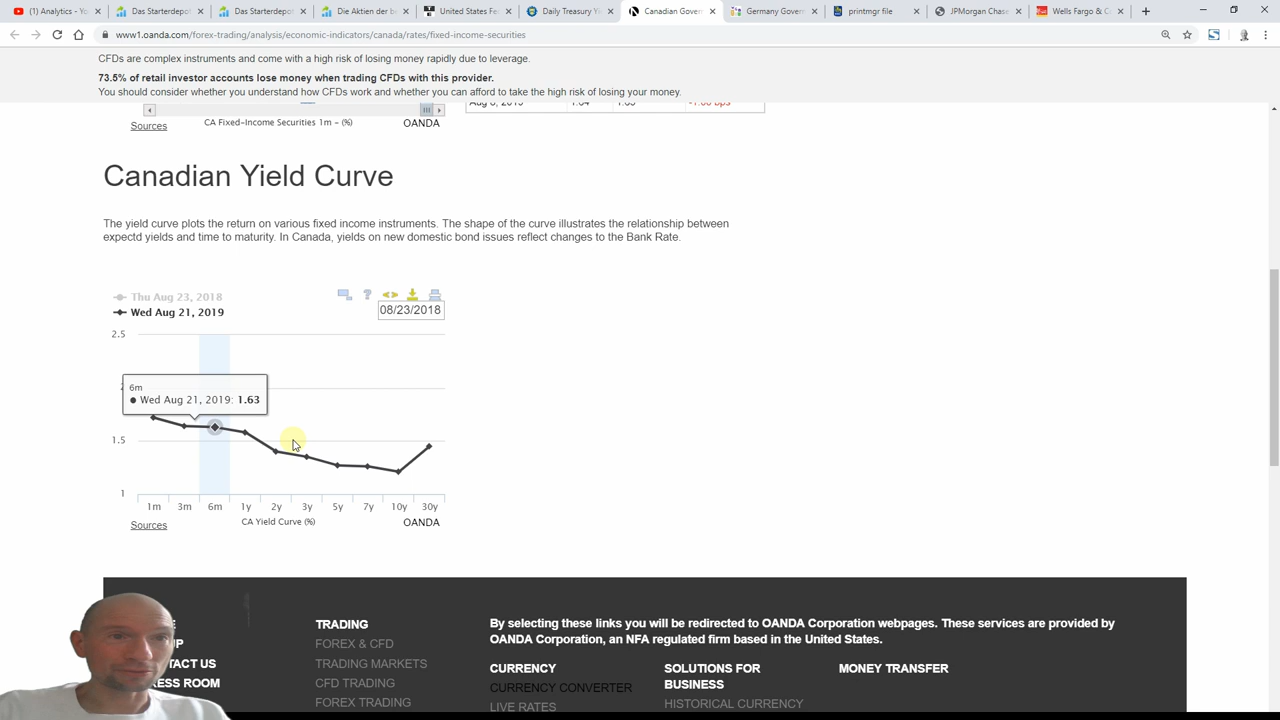 (1) Analytics - Yo
Das Starterdepo
Das Starterdepo
Die Aktien der be
United States Fe
Daily Treasury Yi
Canadian Gover
Germany Govern
printmgr file
JPMorgan Chase
Wells Fargo & C
www1.oanda.com/forex-trading/analysis/economic-indicators/canada/rates/fixed-income-securities
CFDs are complex instruments and come with a high risk of losing money rapidly due to leverage.
73.5% of retail investor accounts lose money when trading CFDs with this provider.
You should consider whether you understand how CFDs work and whether you can afford to take the high risk of losing your money.
Sources
CA Fixed-Income Securities 1m - (%)
OANDA
Canadian Yield Curve
The yield curve plots the return on various fixed income instruments. The shape of the curve illustrates the relationship between
expectd yields and time to maturity. In Canada, yields on new domestic bond issues reflect changes to the Bank Rate.
Thu Aug 23, 2018
Wed Aug 21, 2019
?
08/23/2018
2.5
6m
Wed Aug 21, 2019: 1.63
1.5
1
1m 3m 6m 1y 2y 3y 5y 7y 10y 30y
Sources
CA Yield Curve (%)
OANDA
TRADING
FOREX & CFD
TRADING MARKETS
CFD TRADING
FOREX TRADING
TACT US
ESS ROOM
By selecting these links you will be redirected to OANDA Corporation webpages. These services are provided by
OANDA Corporation, an NFA regulated firm based in the United States.
CURRENCY
CURRENCY CONVERTER
LIVE RATES
SOLUTIONS FOR
BUSINESS
HISTORICAL CURRENCY
MONEY TRANSFER